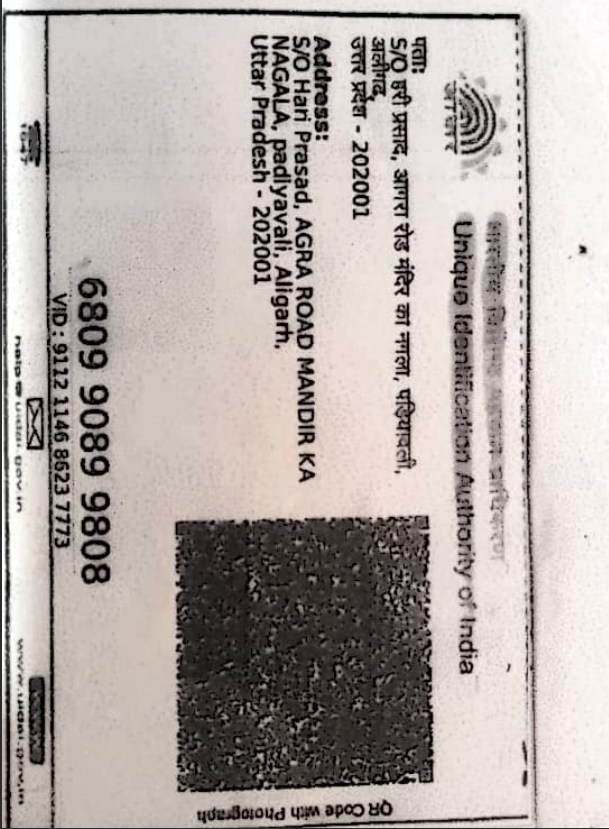 भारतीय प्राधिकरण
Unique Identification Authority of India
आधार
पता:
S/O हरी प्रसाद, आगरा रोड मंदिर का नगला, पडियावली,
अलीगढ़,
उत्तर प्रदेश - 202001
Address:
S/O Hari Prasad, AGRA ROAD MANDIR KA
NAGALA, padiyavali, Aligarh,
Uttar Pradesh - 202001
QR Code with Photograph
6809 9089 9808
VID : 9112 1146 8623 7773
1947
help@uidai.gov.in
www.uidai.gov.in